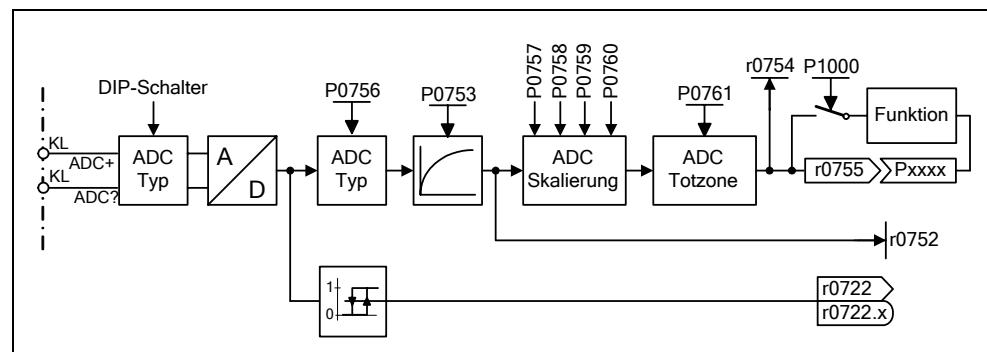 DIP-Schalter
KL
ADC+
KL
ADC?
ADC
Typ
A
D
P0756
ADC
Typ
P0753
P0757
P0758
P0759
P0760
ADC
Skalierung
P0761
ADC
Totzone
r0754
P1000
Funktion
r0755
Pxxxx
r0752
1
0
r0722
r0722.x